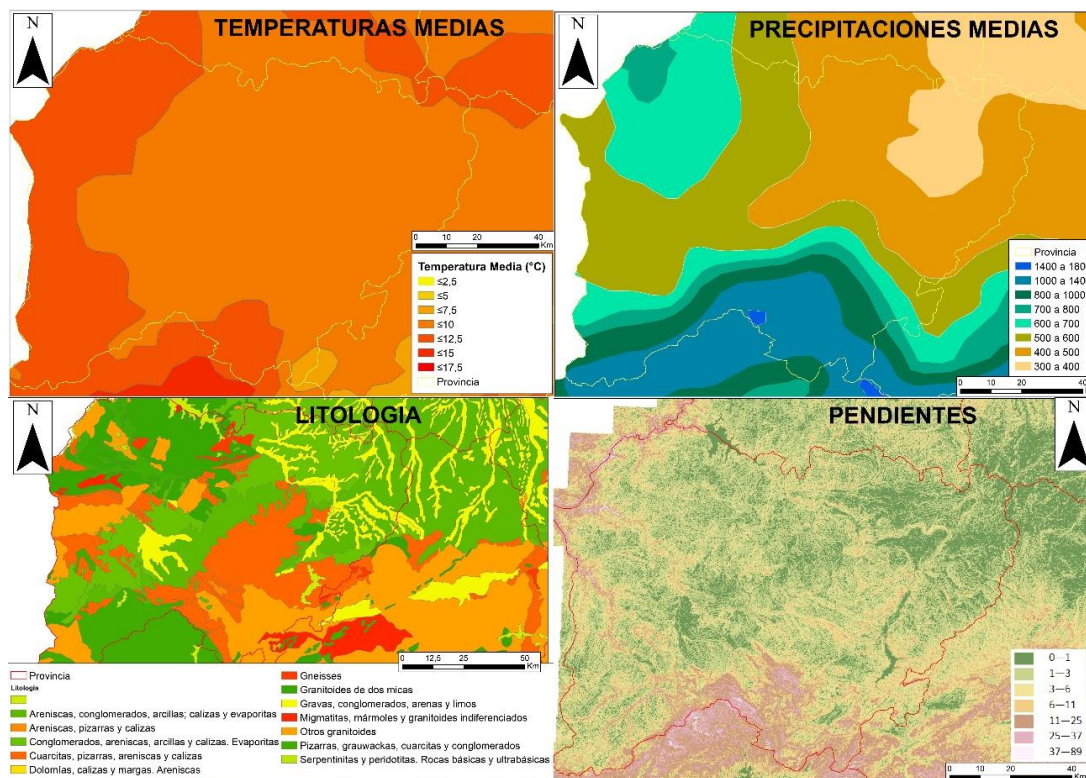 N
TEMPERATURAS MEDIAS
0 10 20 40
Km
Temperatura Media (°C)
≤2,5
≤5
≤7,5
≤10
≤12,5
≤15
≤17,5
Provincia
N
PRECIPITACIONES MEDIAS
Provincia
1400 a 180
1000 a 140
800 a 1000
700 a 800
600 a 700
500 a 600
400 a 500
300 a 400
0 10 20 40
N
LITOLOGIA
0 12,5 25 50
Km
Provincia
Litología
Areniscas, conglomerados, arcillas; calizas y evaporitas
Areniscas, pizarras y calizas
Conglomerados, areniscas, arcillas y calizas. Evaporitas
Cuarcitas, pizarras, areniscas y calizas
Dolomías, calizas y margas. Areniscas
Gneisses
Granitoides de dos micas
Gravas, conglomerados, arenas y limos
Migmatitas, mármoles y granitoides indiferenciados
Otros granitoides
Pizarras, grauwackas, cuarcitas y conglomerados
Serpentinitas y peridotitas. Rocas básicas y ultrabásicas
PENDIENTES
N
0—1
1—3
3—6
6—11
11—25
25—37
37—89
0 10 20 40
Km